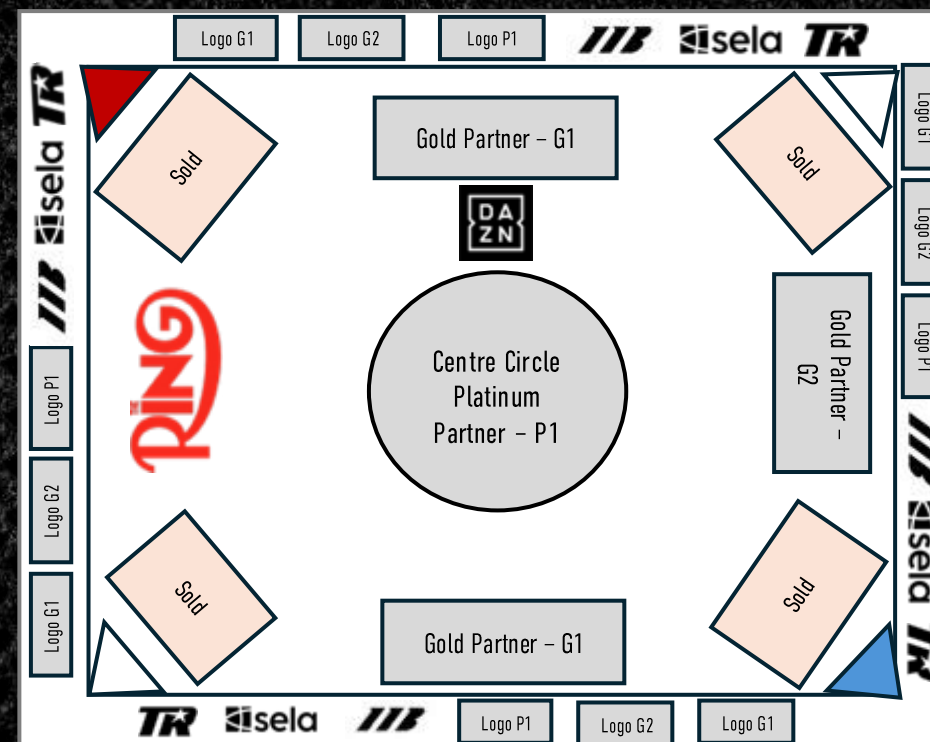 Logo G1
Logo G2
Logo P1
sela
TR
TR
sela
Sold
Gold Partner – G1
Sold
Logo G1
DA
ZN
Logo G2
THE
RING
Centre Circle
Platinum
Partner – P1
Gold Partner –
G2
Logo P1
Logo P1
Logo G2
Logo G1
sela
TR
Sold
Sold
Gold Partner – G1
TR
sela
Logo P1
Logo G2
Logo G1